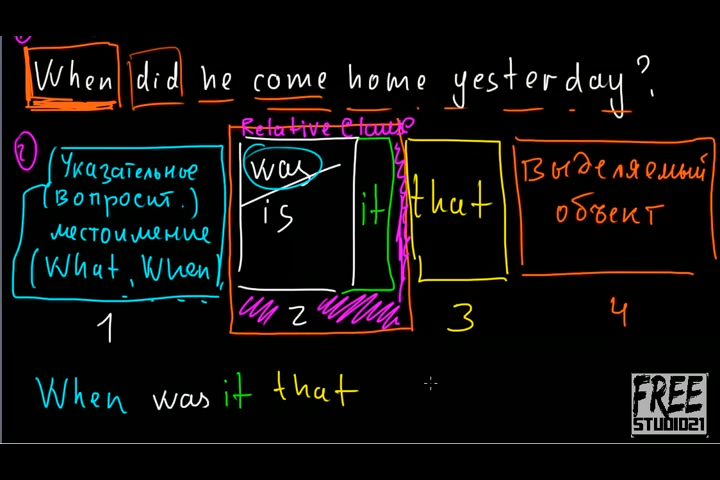 When did he come home yesterday?
Relative Clause
2)
Указательное
(вопросит.)
местоимение
(What, When)
1
was
is
it
2
that
3
Выделяемый
объект
4
When was it that
FREE
STUDIO21